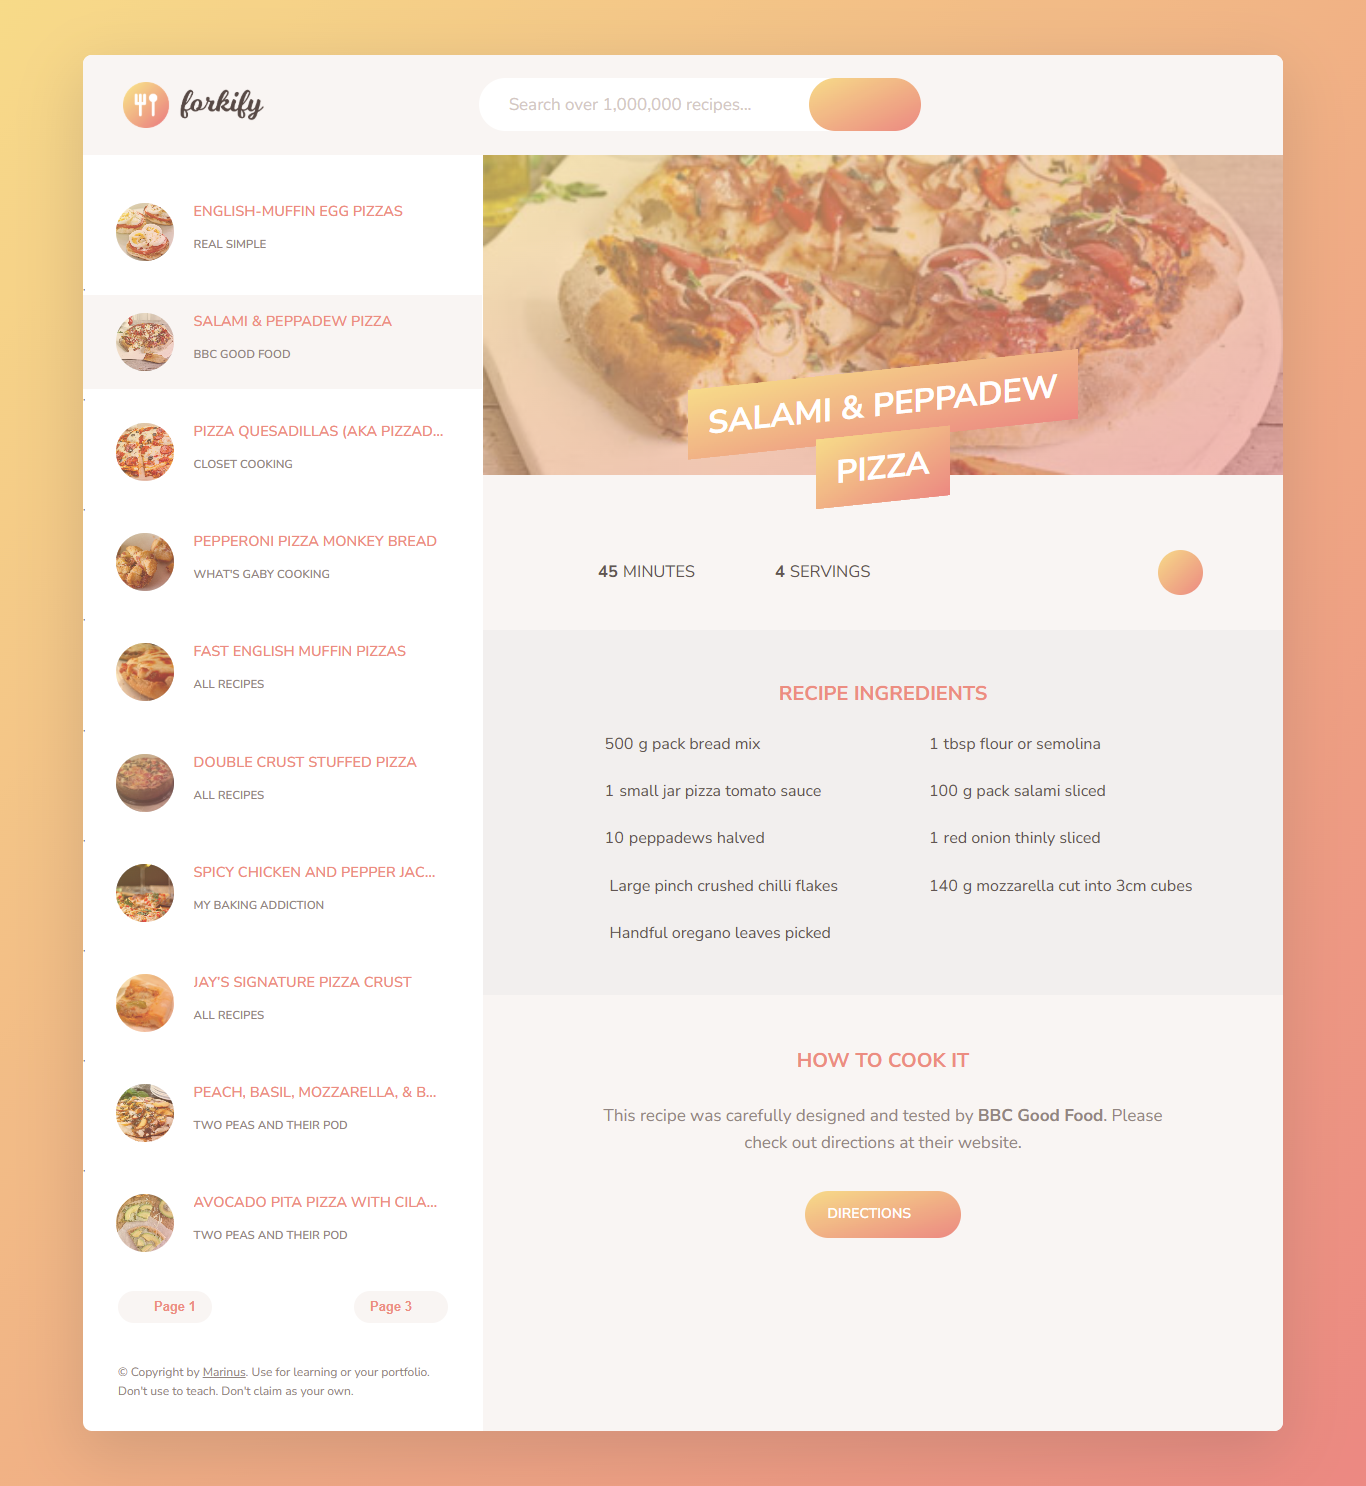 forkify
Search over 1,000,000 recipes...
ENGLISH-MUFFIN EGG PIZZAS
REAL SIMPLE
SALAMI & PEPPADEW PIZZA
BBC GOOD FOOD
PIZZA QUESADILLAS (AKA PIZZAD...
CLOSET COOKING
PEPPERONI PIZZA MONKEY BREAD
WHAT'S GABY COOKING
FAST ENGLISH MUFFIN PIZZAS
ALL RECIPES
DOUBLE CRUST STUFFED PIZZA
ALL RECIPES
SPICY CHICKEN AND PEPPER JAC...
MY BAKING ADDICTION
JAY'S SIGNATURE PIZZA CRUST
ALL RECIPES
PEACH, BASIL, MOZZARELLA, & B...
TWO PEAS AND THEIR POD
AVOCADO PITA PIZZA WITH CILA...
TWO PEAS AND THEIR POD
Page 1
Page 3
© Copyright by Marinus. Use for learning or your portfolio.
Don't use to teach. Don't claim as your own.
SALAMI & PEPPADEW
PIZZA
45 MINUTES
4 SERVINGS
RECIPE INGREDIENTS
500 g pack bread mix
1 tbsp flour or semolina
1 small jar pizza tomato sauce
100 g pack salami sliced
10 peppadews halved
1 red onion thinly sliced
Large pinch crushed chilli flakes
140 g mozzarella cut into 3cm cubes
Handful oregano leaves picked
HOW TO COOK IT
This recipe was carefully designed and tested by BBC Good Food. Please
check out directions at their website.
DIRECTIONS